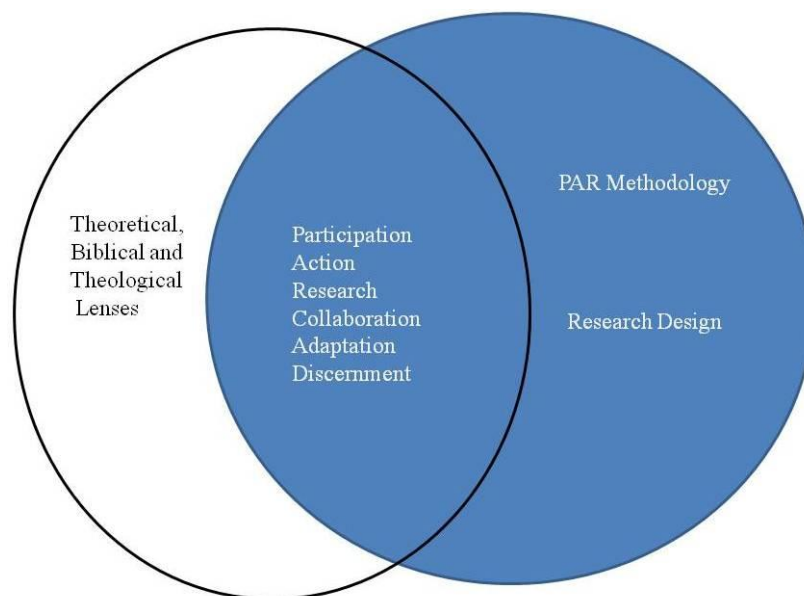 Theoretical,
Biblical and
Theological
Lenses
Participation
Action
Research
Collaboration
Adaptation
Discernment
PAR Methodology
Research Design